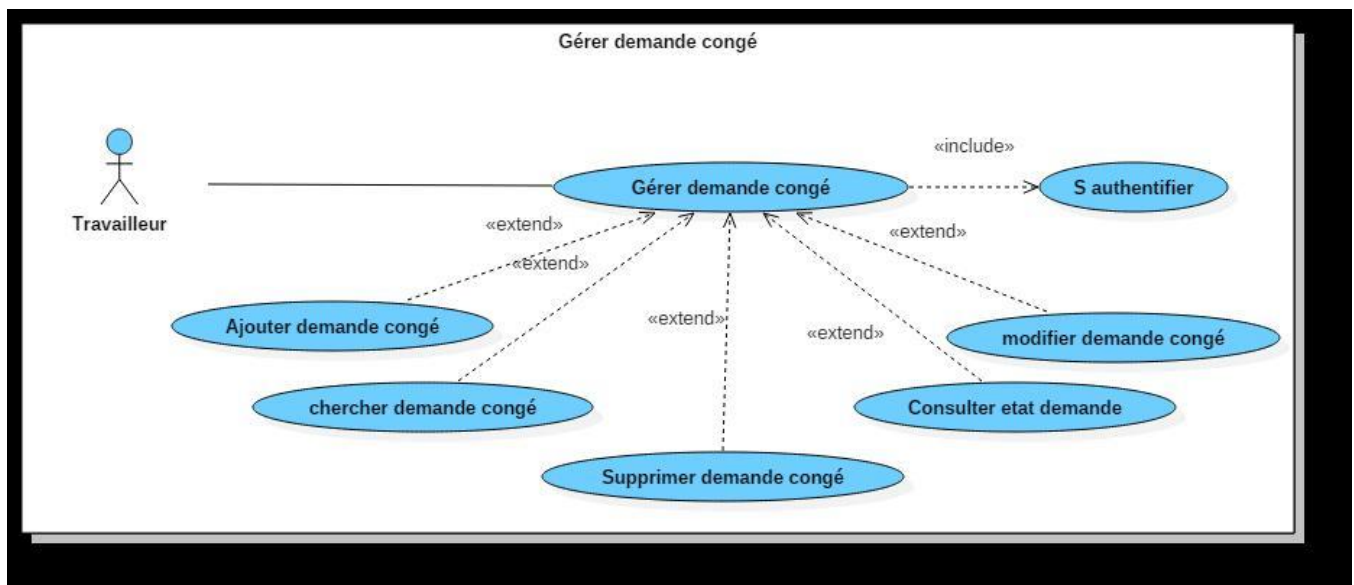 Gérer demande congé
«include»
Gérer demande congé
S authentifier
Travailleur
«extend»
«extend»
«extend»
Ajouter demande congé
«extend»
«extend»
modifier demande congé
chercher demande congé
Consulter etat demande
Supprimer demande congé